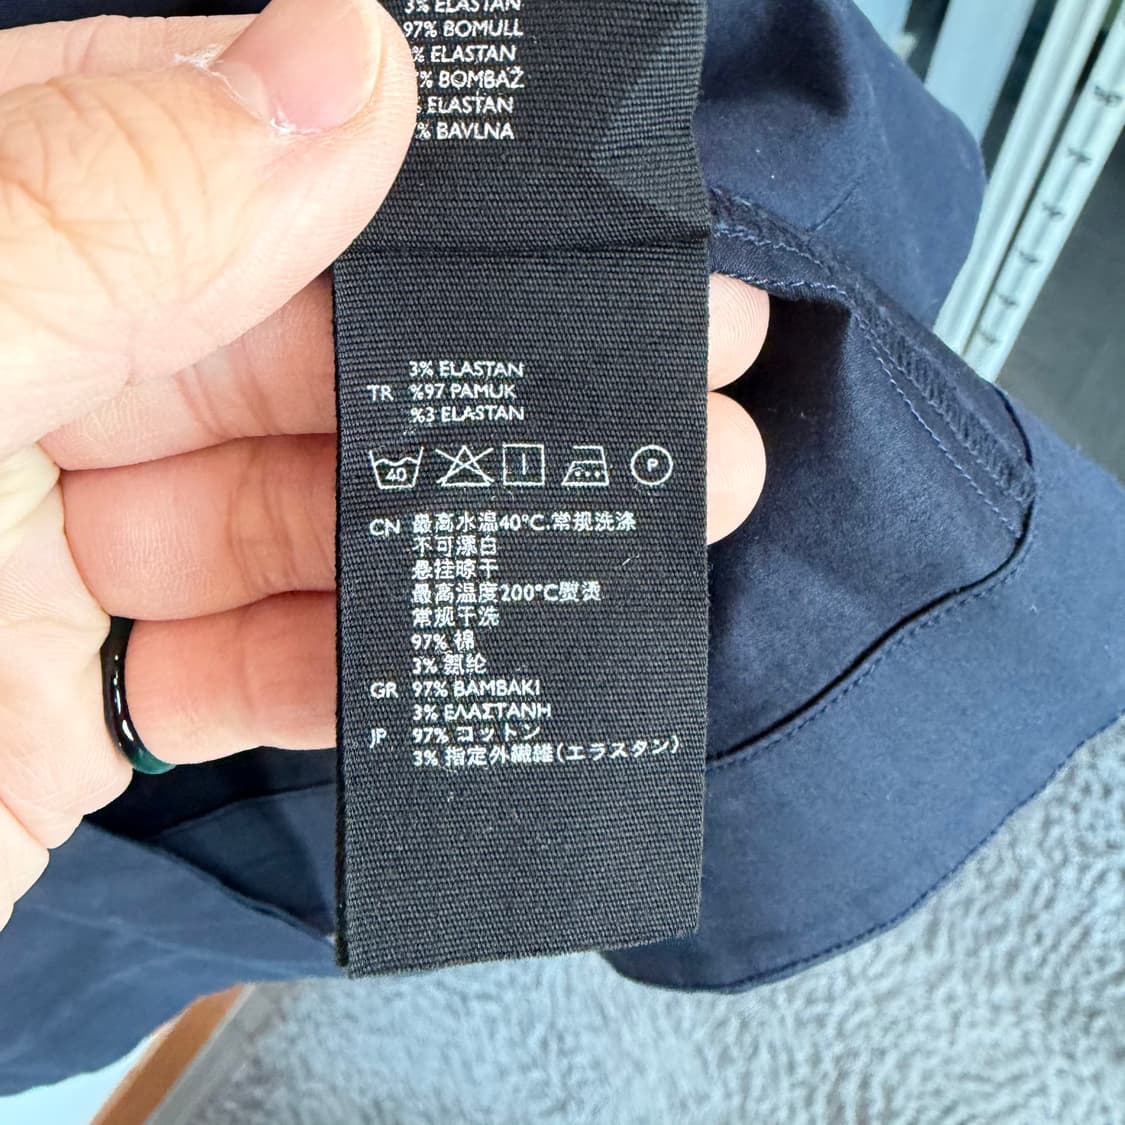 3% ELASTAN
97% BOMULL
% ELASTAN
% BOMBAŽ
ELASTAN
% BAVLNA
3% ELASTAN
TR %97 PAMUK
%3 ELASTAN
40 P
CN 最高水温40°C.常规洗涤
不可漂白
悬挂晾干
最高温度200°C熨烫
常规干洗
97% 棉
3% 氨纶
GR 97% BAMBAKI
3% ΕΛΑΣΤΑΝΗ
JP 97% コットン
3% 指定外繊維(エラスタン)